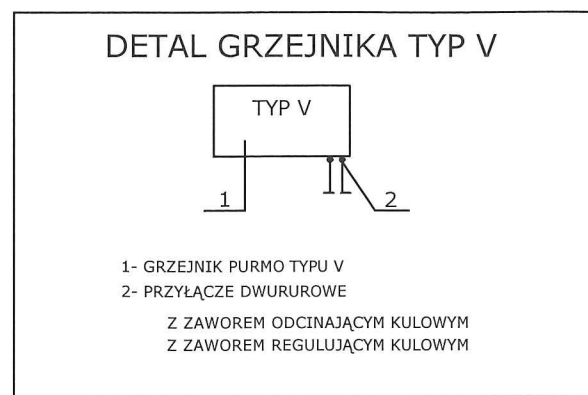 DETAL GRZEJNIKA TYP V
TYP V
1 2
1- GRZEJNIK PURMO TYPU V
2- PRZYŁĄCZE DWURUROWE
Z ZAWOREM ODCINAJĄCYM KULOWYM
Z ZAWOREM REGULUJĄCYM KULOWYM